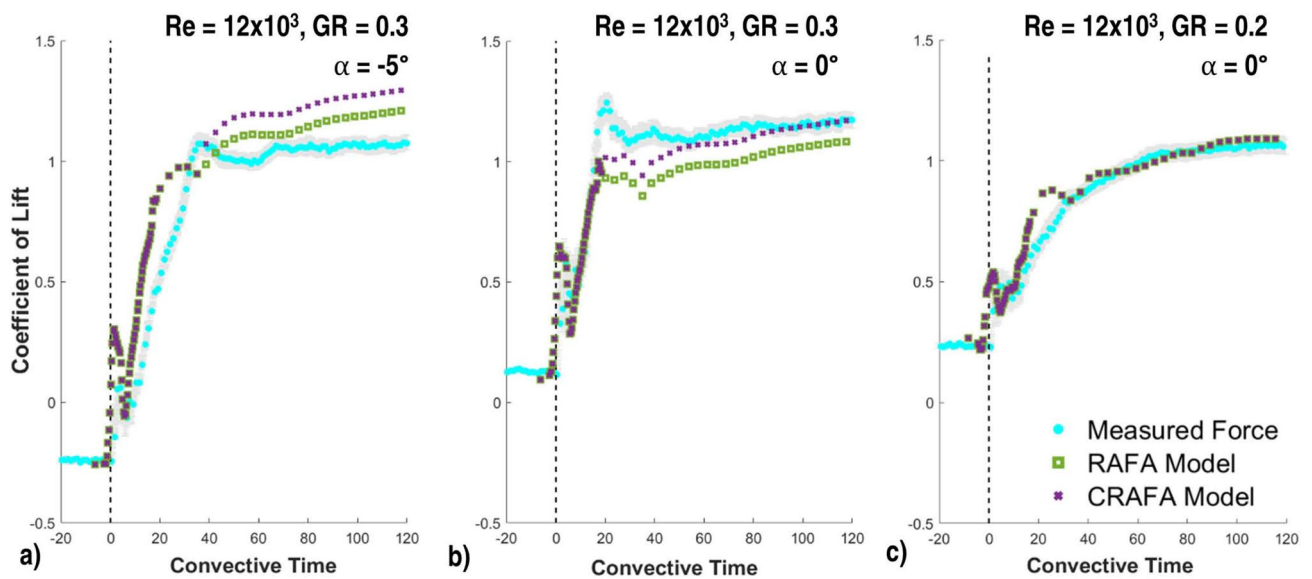 Re = 12x10³, GR = 0.3
α = -5°
Re = 12x10³, GR = 0.3
α = 0°
Re = 12x10³, GR = 0.2
α = 0°
Coefficient of Lift
1.5
1
0.5
0
-0.5
-20 0 20 40 60 80 100 120
Convective Time
a)
1.5
1
0.5
0
-0.5
-20 0 20 40 60 80 100 120
Convective Time
b)
1.5
1
0.5
0
-0.5
-20 0 20 40 60 80 100 120
Convective Time
c)
Measured Force
RAFA Model
CRAFA Model